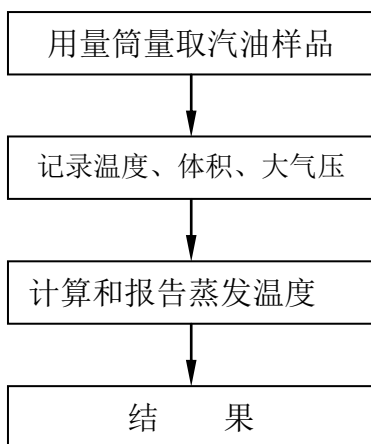 用量筒量取汽油样品
记录温度、体积、大气压
计算和报告蒸发温度
结 果